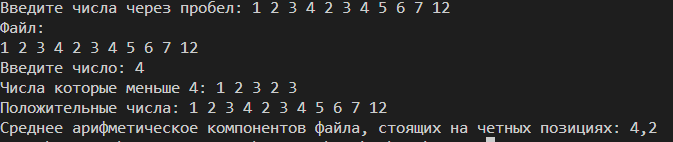 Введите числа через пробел: 1 2 3 4 2 3 4 5 6 7 12
Файл:
1 2 3 4 2 3 4 5 6 7 12
Введите число: 4
Числа которые меньше 4: 1 2 3 2 3
Положительные числа: 1 2 3 4 2 3 4 5 6 7 12
Среднее арифметическое компонентов файла, стоящих на четных позициях: 4,2